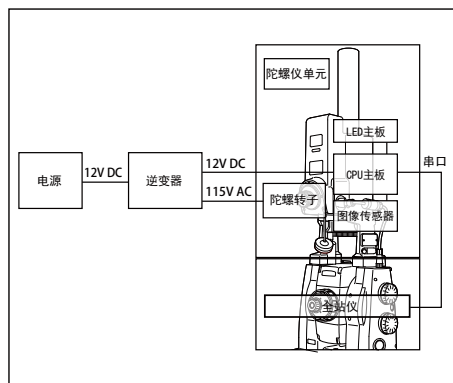 陀螺仪单元
LED主板
12V DC
串口
电源
12V DC
逆变器
CPU主板
115V AC
陀螺转子
图像传感器
全站仪